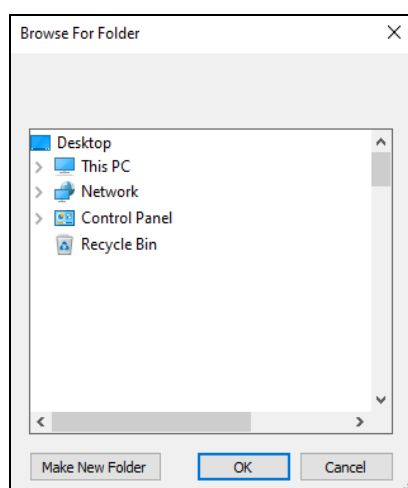 Browse For Folder
Desktop
This PC
Network
Control Panel
Recycle Bin
Make New Folder OK Cancel